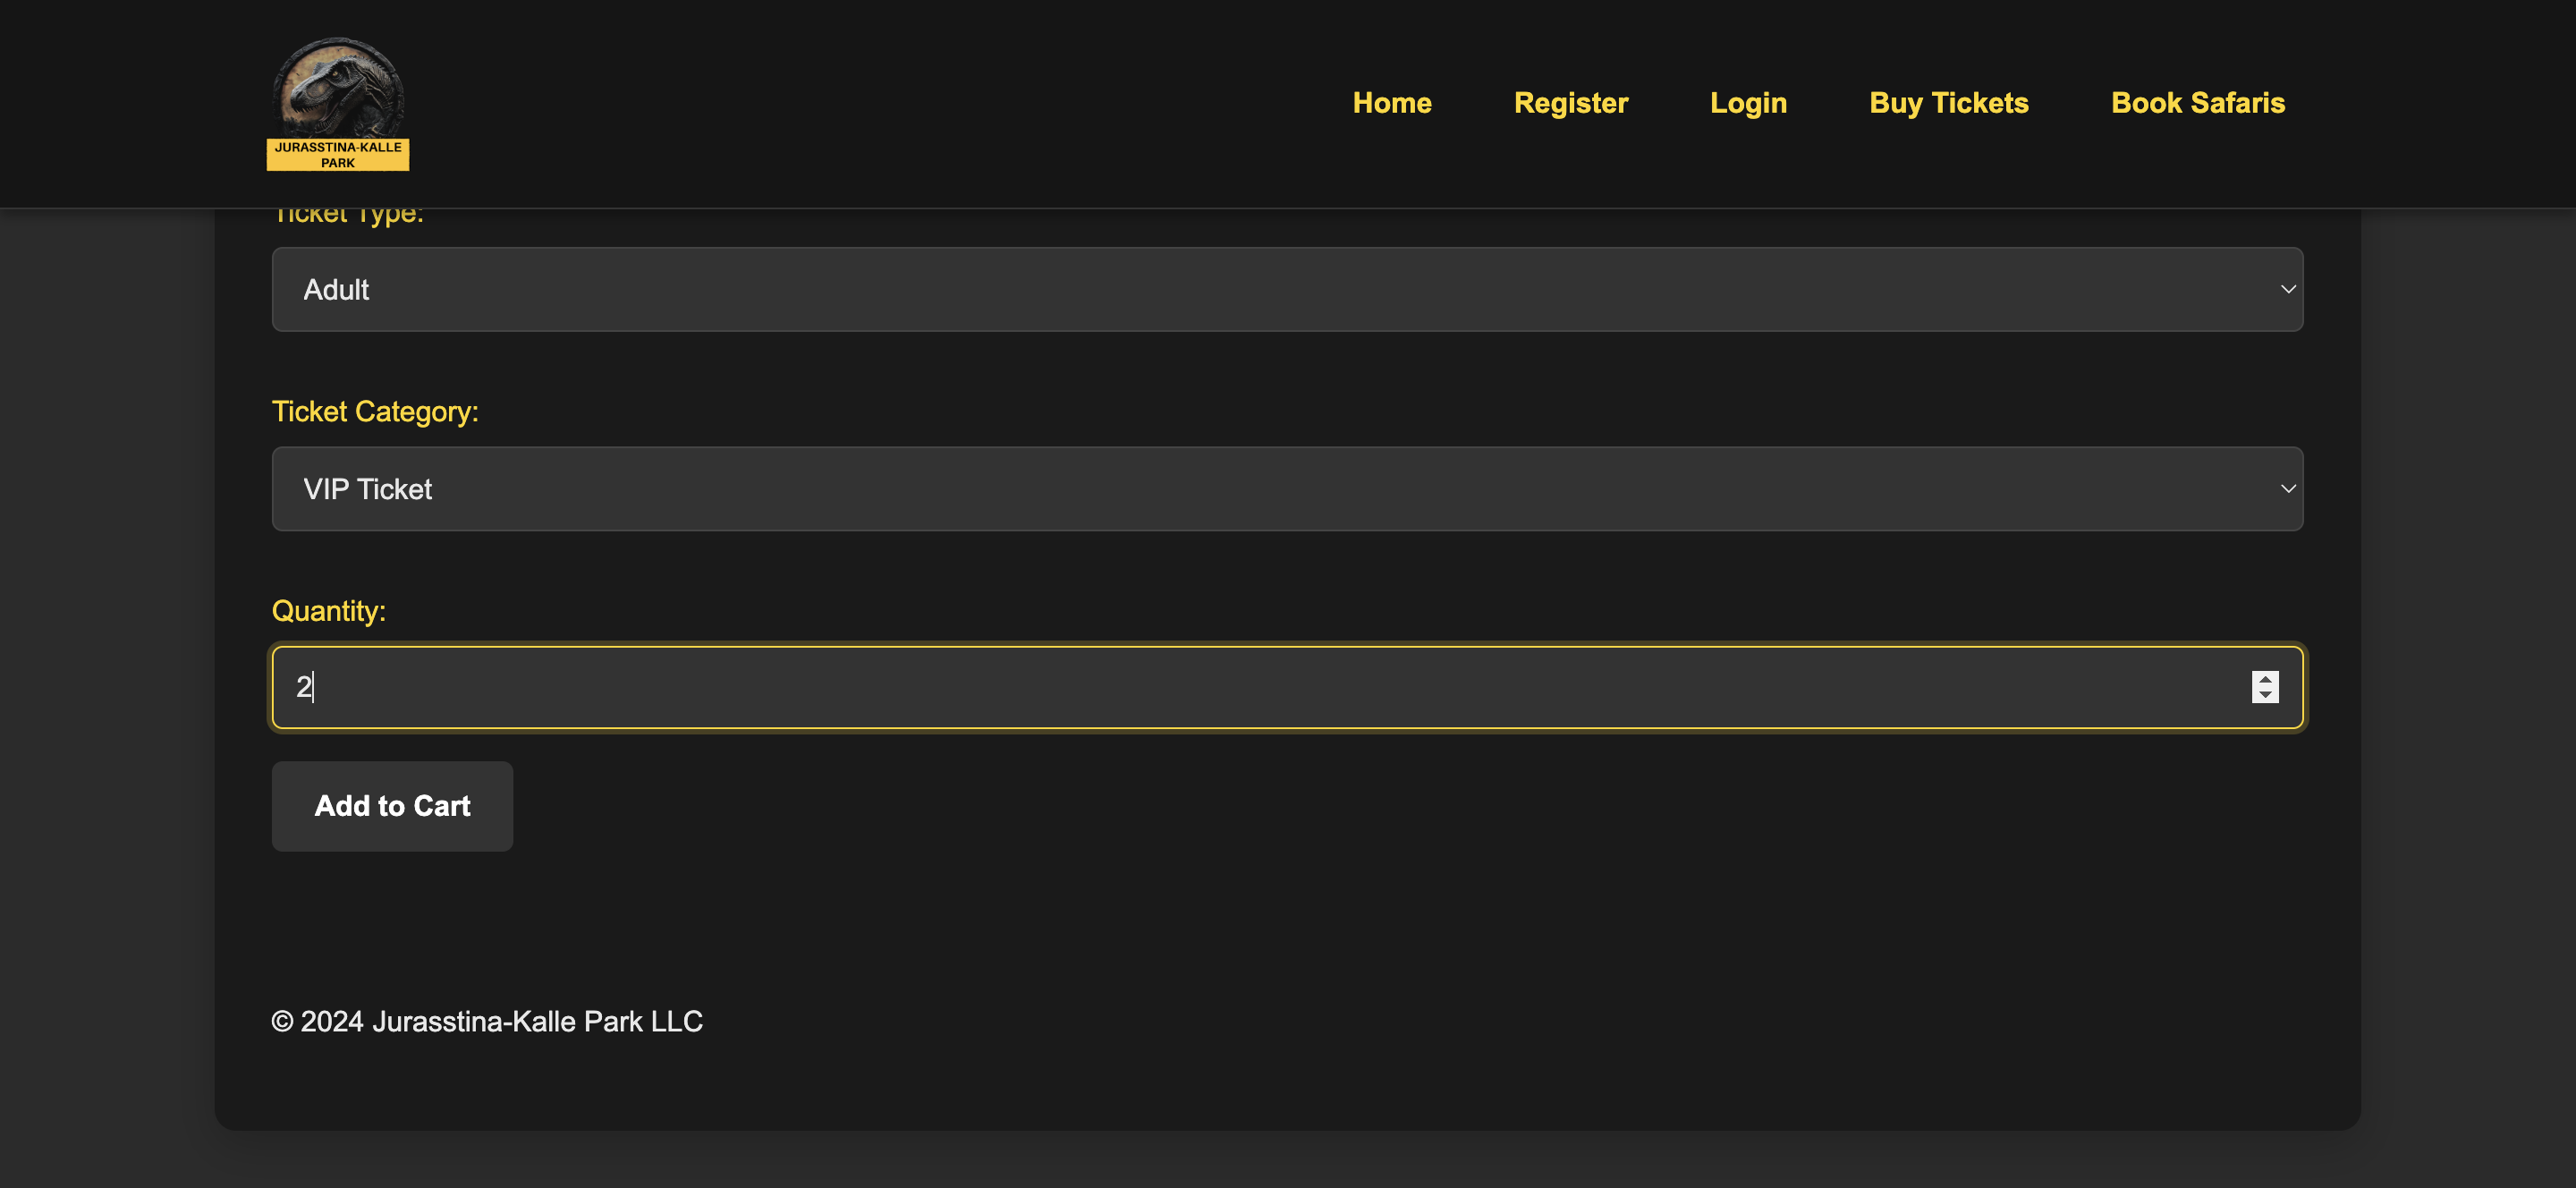 JURASSTINA-KALLE
PARK
Home Register Login Buy Tickets Book Safaris
Ticket Type:
Adult
Ticket Category:
VIP Ticket
Quantity:
2
Add to Cart
© 2024 Jurasstina-Kalle Park LLC